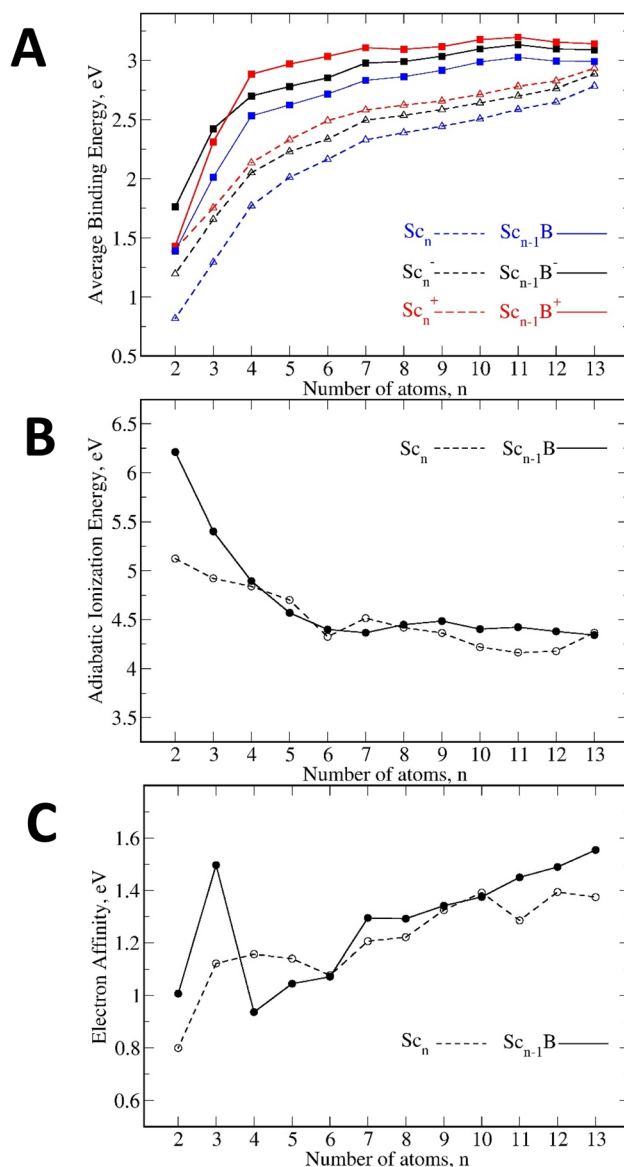 A
Average Binding Energy, eV
3
2.5
2
1.5
1
0.5
Scn Scn-1B
Scn- Scn-1B-
Scn+ Scn-1B+
2 3 4 5 6 7 8 9 10 11 12 13
Number of atoms, n
B
Adiabatic Ionization Energy, eV
6.5
6
5.5
5
4.5
4
3.5
Scn Scn-1B
2 3 4 5 6 7 8 9 10 11 12 13
Number of atoms, n
C
Electron Affinity, eV
1.6
1.4
1.2
1
0.8
0.6
Scn Scn-1B
2 3 4 5 6 7 8 9 10 11 12 13
Number of atoms, n